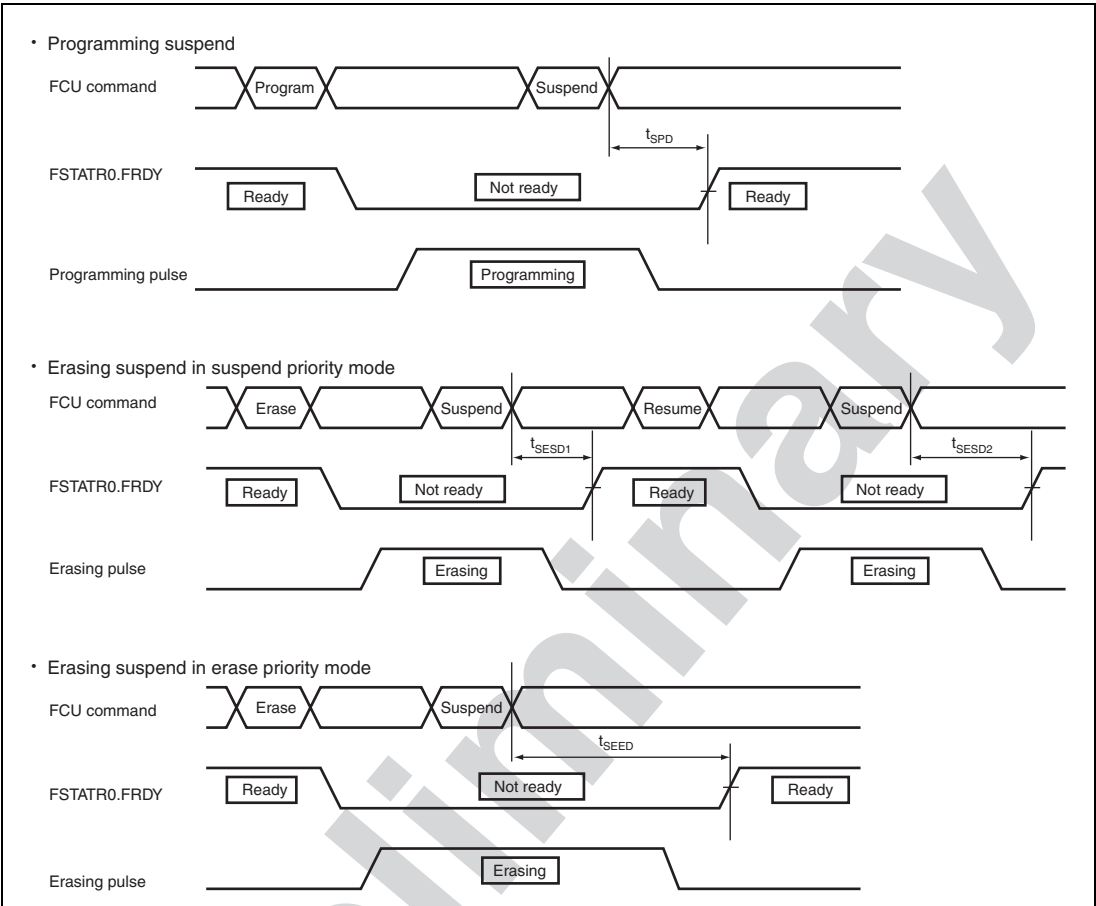 • Programming suspend
FCU command
Program
Suspend
tSPD
FSTATR0.FRDY
Ready
Not ready
Ready
Programming pulse
Programming
• Erasing suspend in suspend priority mode
FCU command
Erase
Suspend
Resume
Suspend
tSESD1
tSESD2
FSTATR0.FRDY
Ready
Not ready
Ready
Not ready
Erasing pulse
Erasing
Erasing
• Erasing suspend in erase priority mode
FCU command
Erase
Suspend
tSEED
FSTATR0.FRDY
Ready
Not ready
Ready
Erasing pulse
Erasing
liminary